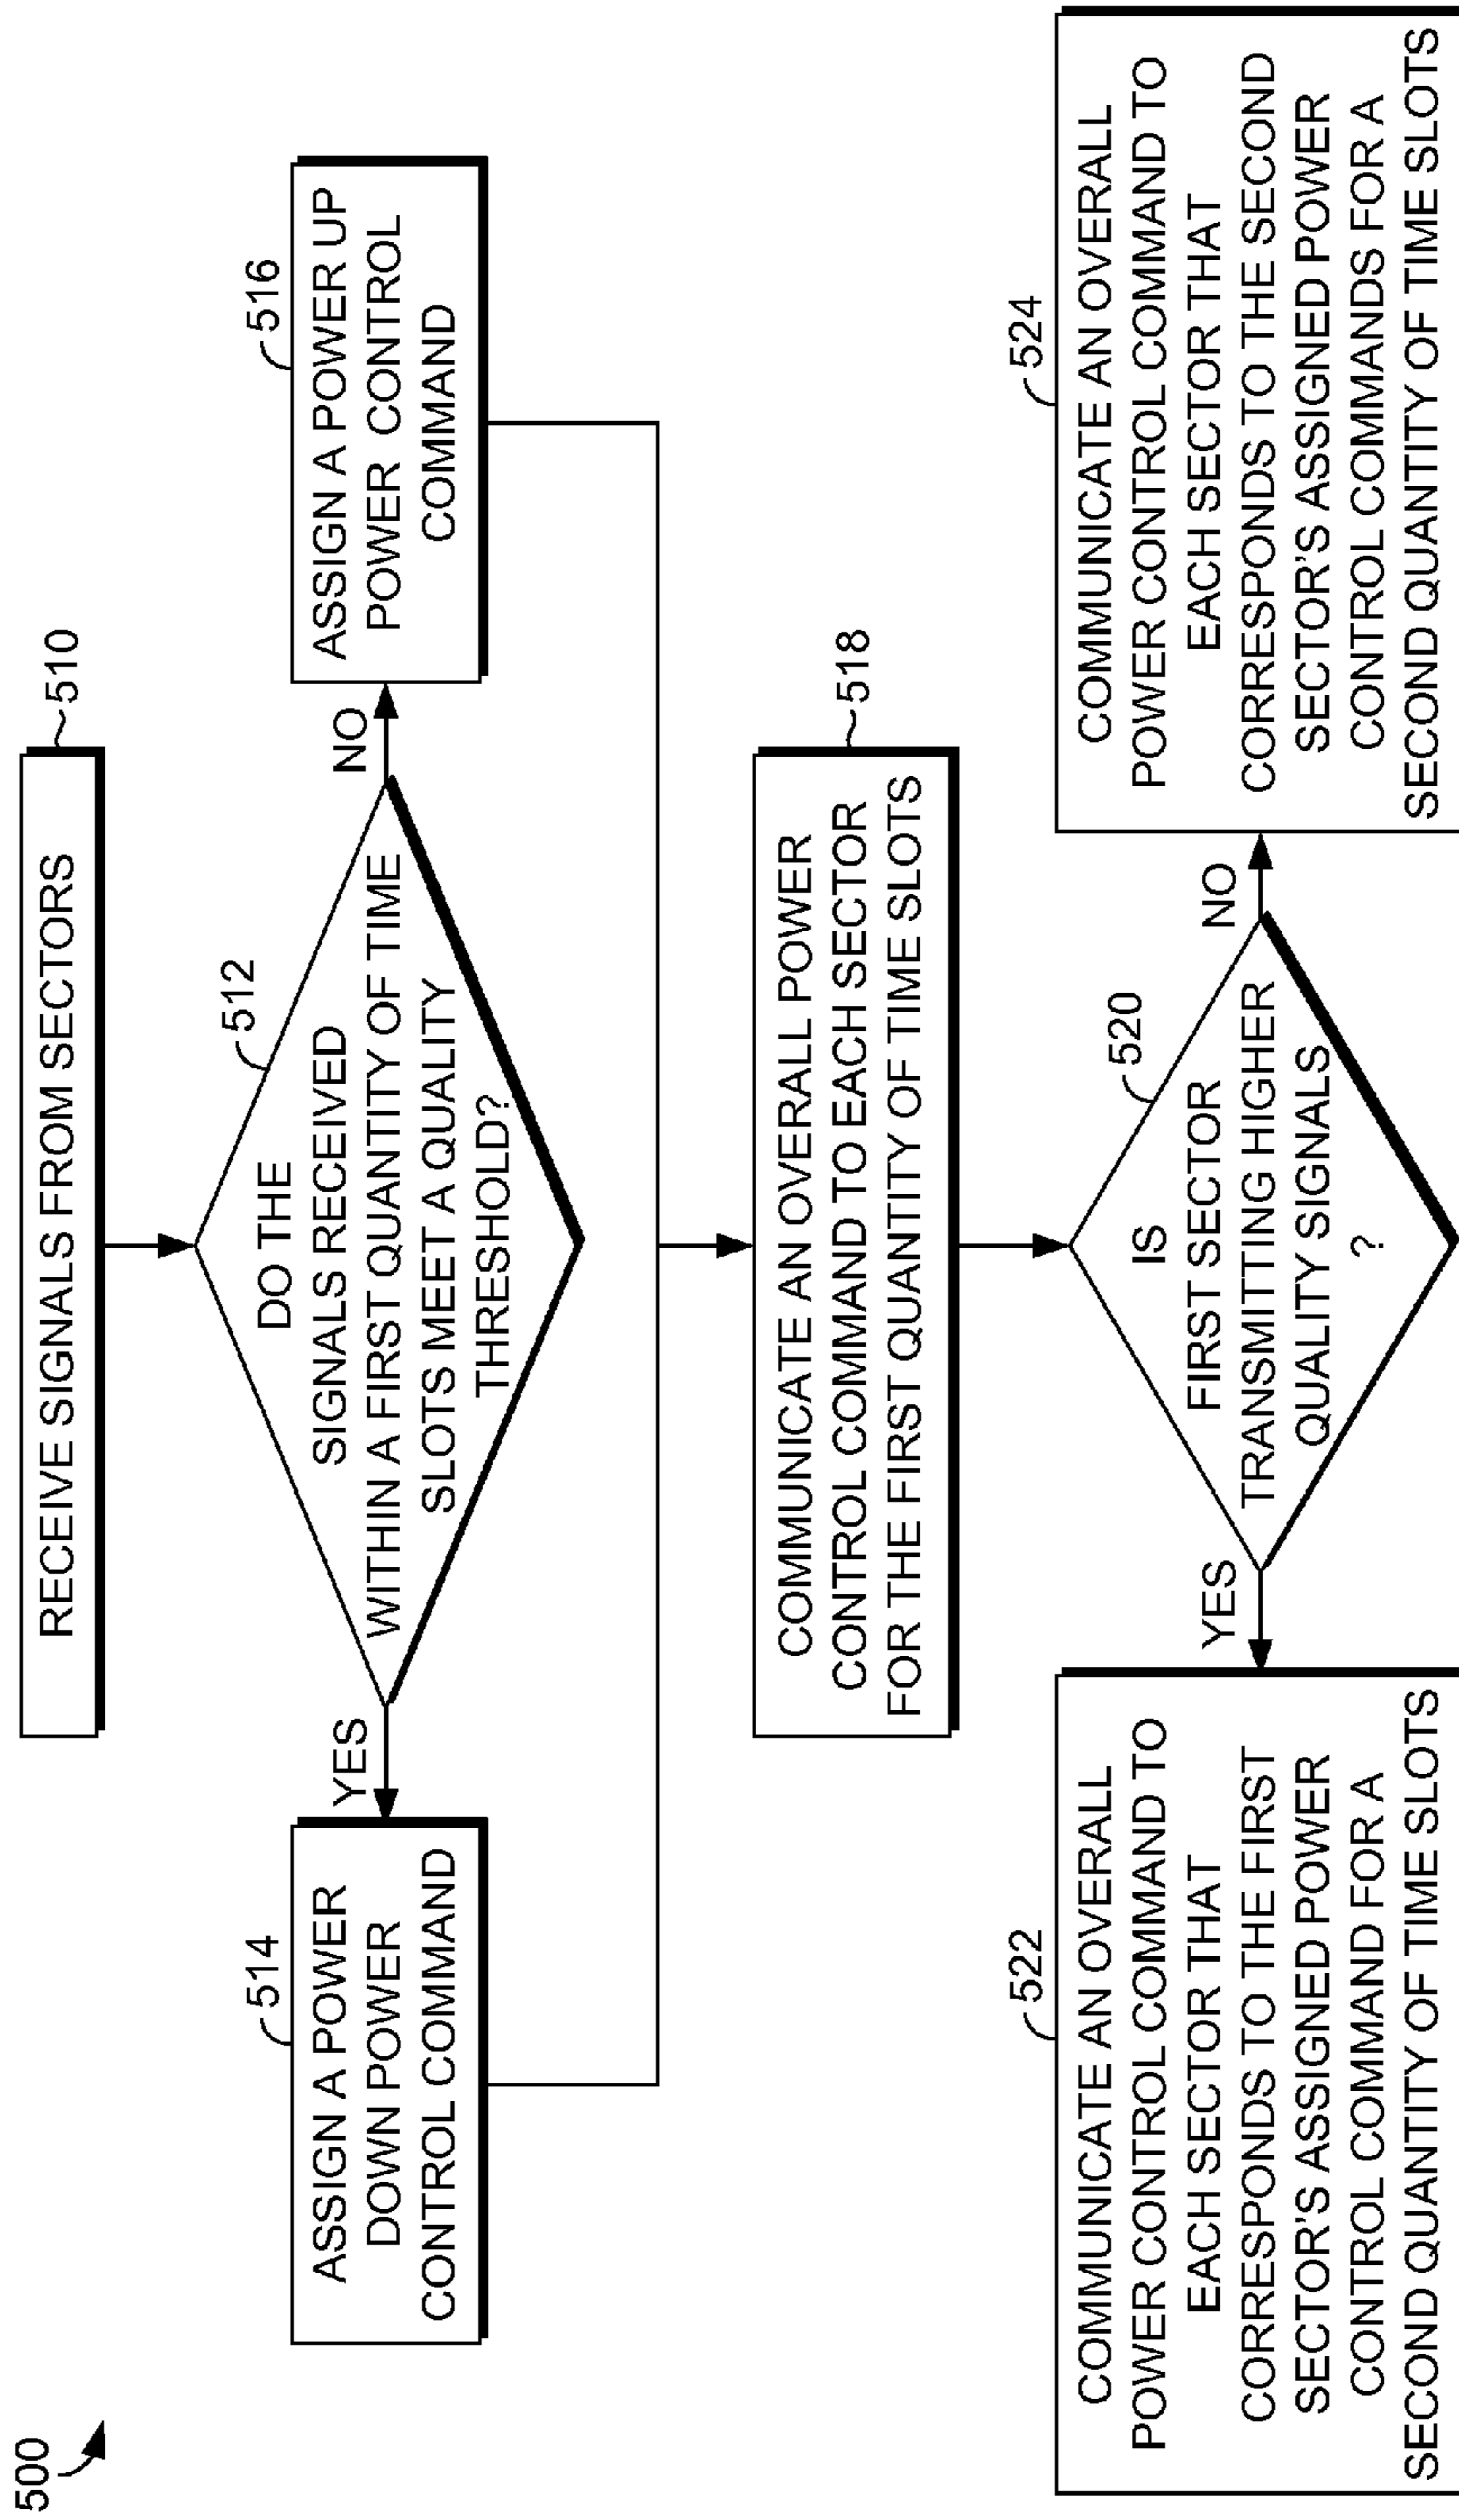 500
RECEIVE SIGNALS FROM SECTORS
510
512
DO THE
SIGNALS RECEIVED
WITHIN A FIRST QUANTITY OF TIME
SLOTS MEET A QUALITY
THRESHOLD?
YES
NO
514
ASSIGN A POWER
DOWN POWER
CONTROL COMMAND
516
ASSIGN A POWER UP
POWER CONTROL
COMMAND
518
COMMUNICATE AN OVERALL POWER
CONTROL COMMAND TO EACH SECTOR
FOR THE FIRST QUANTITY OF TIME SLOTS
520
IS
FIRST SECTOR
TRANSMITTING HIGHER
QUALITY SIGNALS
?
YES
NO
522
COMMUNICATE AN OVERALL
POWER CONTROL COMMAND TO
EACH SECTOR THAT
CORRESPONDS TO THE FIRST
SECTOR'S ASSIGNED POWER
CONTROL COMMAND FOR A
SECOND QUANTITY OF TIME SLOTS
524
COMMUNICATE AN OVERALL
POWER CONTROL COMMAND TO
EACH SECTOR THAT
CORRESPONDS TO THE SECOND
SECTOR'S ASSIGNED POWER
CONTROL COMMANDS FOR A
SECOND QUANTITY OF TIME SLOTS